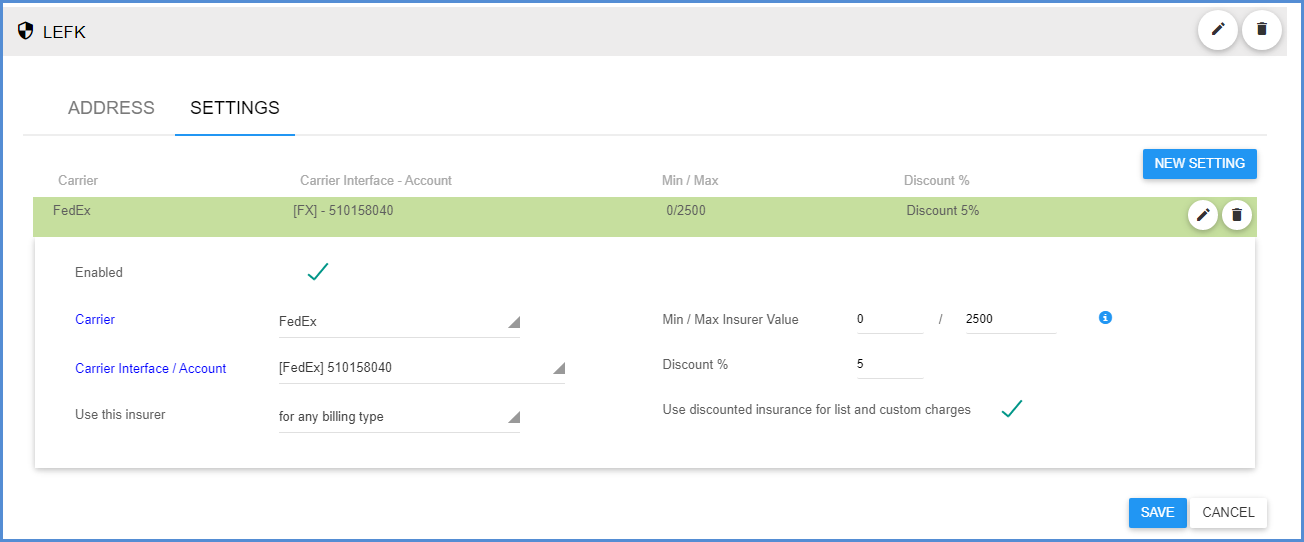 LEFK
ADDRESS SETTINGS
NEW SETTING
Carrier Carrier Interface - Account Min / Max Discount %
FedEx [FX] - 510158040 0/2500 Discount 5%
Enabled
Carrier FedEx Min / Max Insurer Value 0 / 2500
Carrier Interface / Account [FedEx] 510158040 Discount % 5
Use this insurer for any billing type Use discounted insurance for list and custom charges
SAVE CANCEL